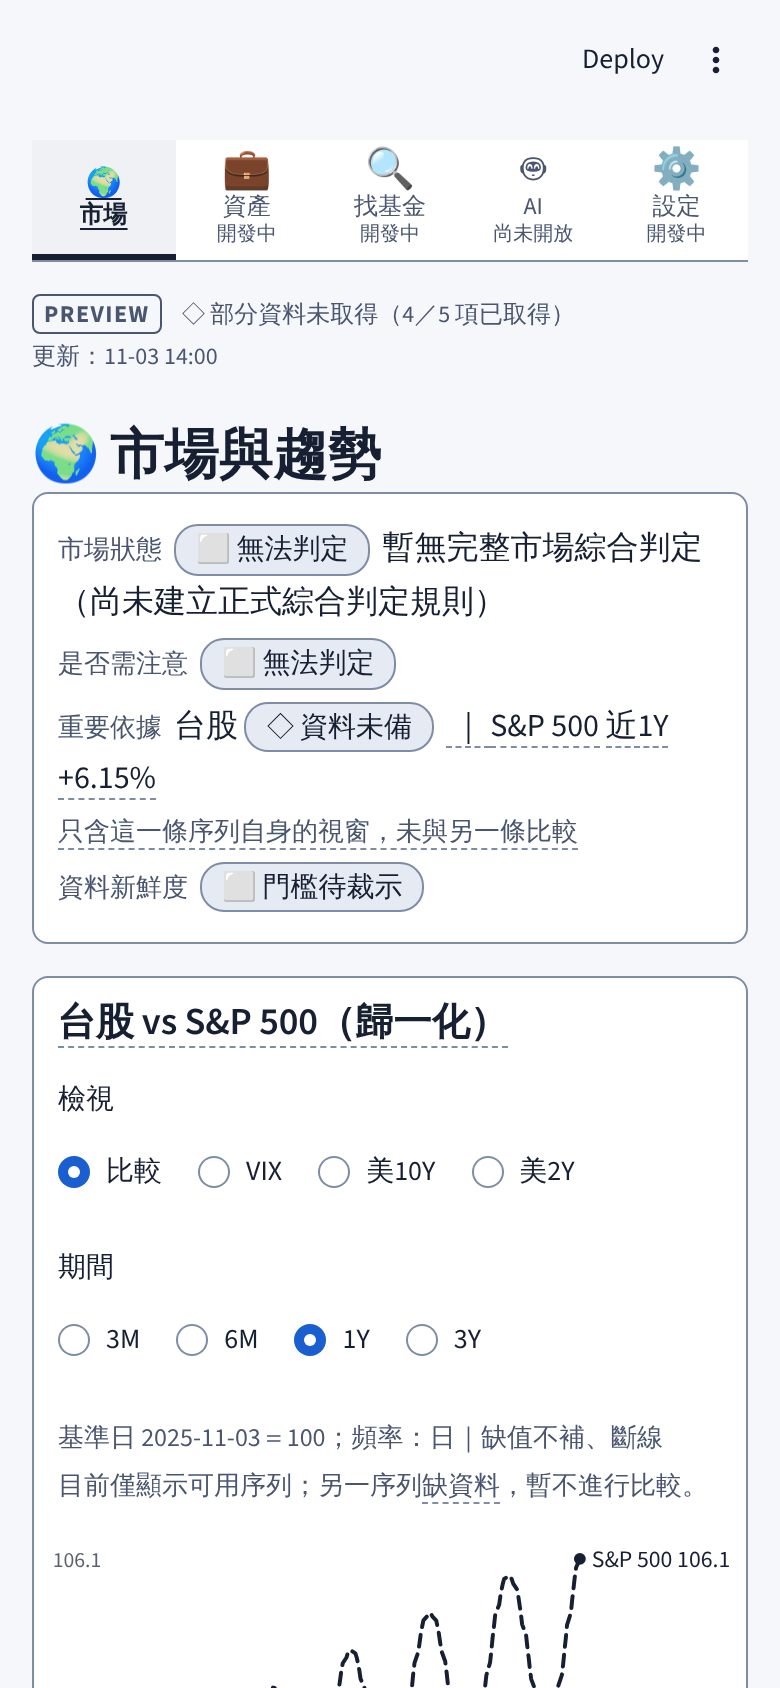 Deploy
市場
資產
開發中
找基金
開發中
AI
尚未開放
設定
開發中
PREVIEW ◇ 部分資料未取得（4／5 項已取得）
更新：11-03 14:00
市場與趨勢
市場狀態 無法判定 暫無完整市場綜合判定
（尚未建立正式綜合判定規則）
是否需注意 無法判定
重要依據 台股 ◇ 資料未備 ｜ S&P 500 近1Y
+6.15%
只含這一條序列自身的視窗，未與另一條比較
資料新鮮度 門檻待裁示
台股 vs S&P 500（歸一化）
檢視
比較 VIX 美10Y 美2Y
期間
3M 6M 1Y 3Y
基準日 2025-11-03＝100；頻率：日｜缺值不補、斷線
目前僅顯示可用序列；另一序列缺資料，暫不進行比較。
106.1 S&P 500 106.1